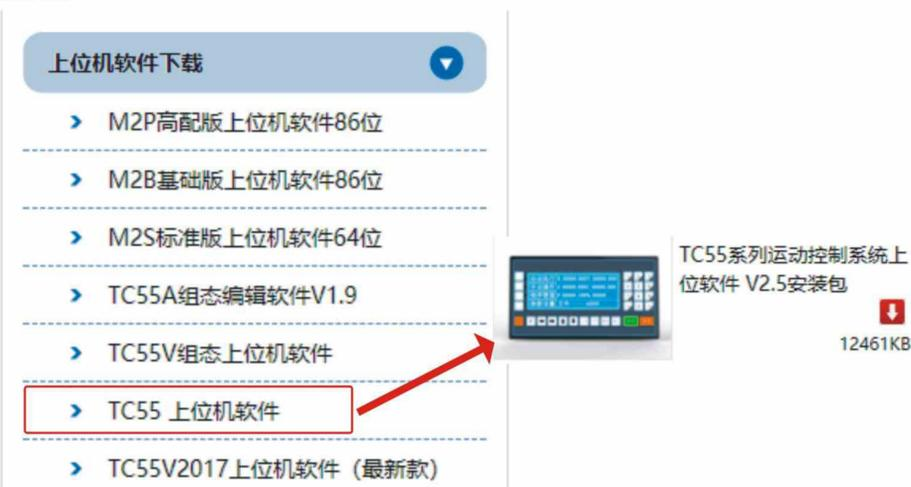 上位机软件下载
M2P高配版上位机软件86位
M2B基础版上位机软件86位
M2S标准版上位机软件64位
TC55A组态编辑软件V1.9
TC55V组态上位机软件
TC55 上位机软件
TC55V2017上位机软件（最新款）
TC55系列运动控制系统上
位软件 V2.5安装包
12461KB